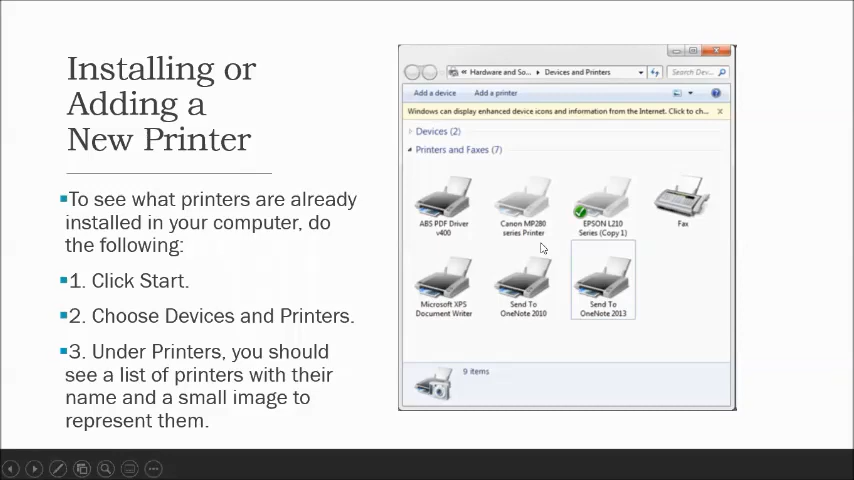 Installing or
Adding a
New Printer
To see what printers are already
installed in your computer, do
the following:
1. Click Start.
2. Choose Devices and Printers.
3. Under Printers, you should
see a list of printers with their
name and a small image to
represent them.
« Hardware and So... ▸ Devices and Printers
Search Dev...
Add a device Add a printer
Windows can display enhanced device icons and information from the Internet. Click to ch...
Devices (2)
Printers and Faxes (7)
ABS PDF Driver
v400
Canon MP280
series Printer
EPSON L210
Series (Copy 1)
Fax
Microsoft XPS
Document Writer
Send To
OneNote 2010
Send To
OneNote 2013
9 items